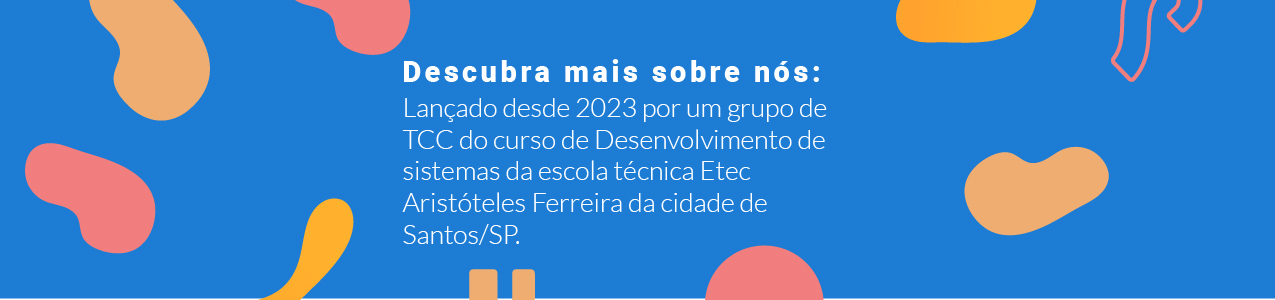 Descubra mais sobre nós:
Lançado desde 2023 por um grupo de
TCC do curso de Desenvolvimento de
sistemas da escola técnica Etec
Aristóteles Ferreira da cidade de
Santos/SP.